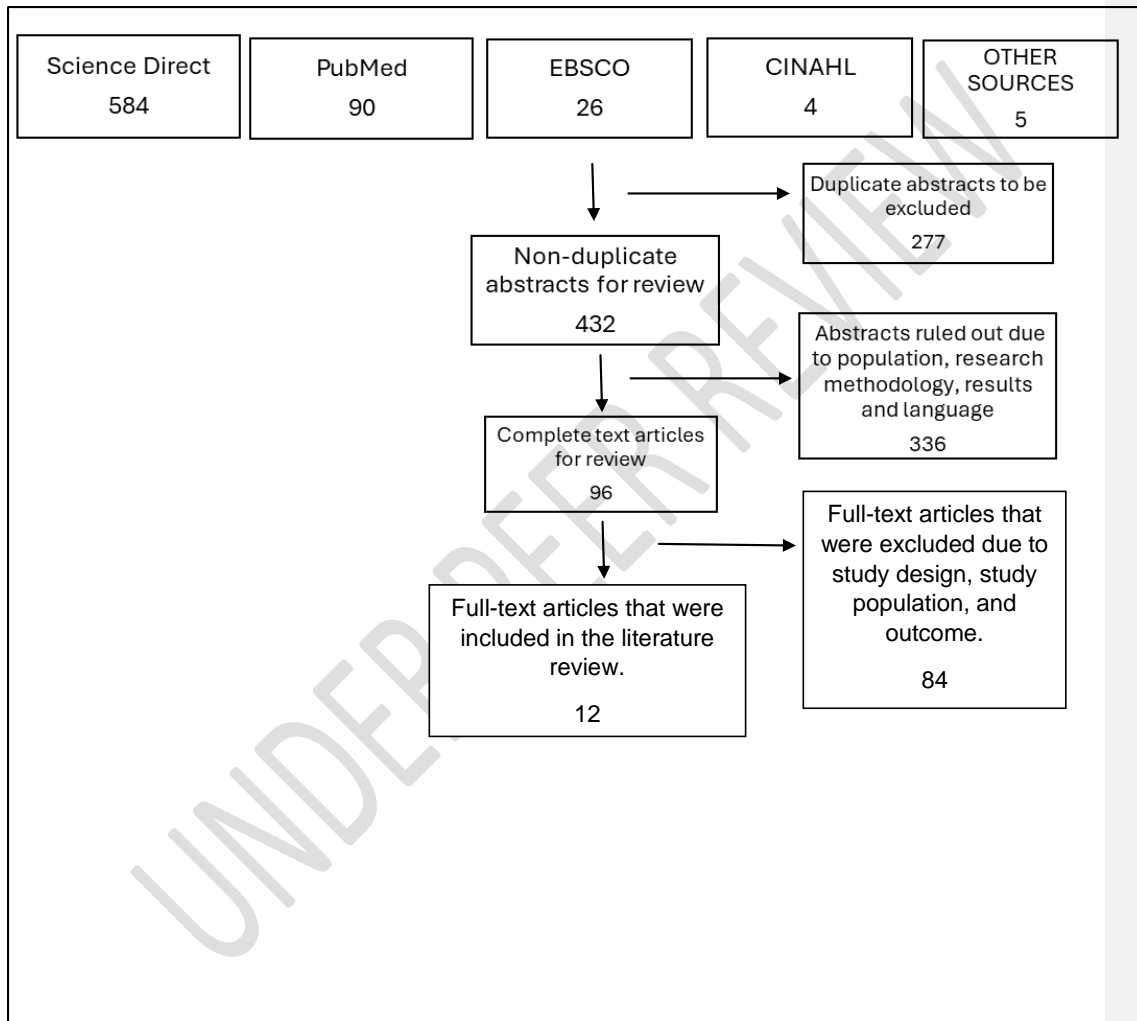 Science Direct
584
PubMed
90
EBSCO
26
CINAHL
4
OTHER
SOURCES
5
Duplicate abstracts to be
excluded
277
Non-duplicate
abstracts for review
432
Abstracts ruled out due
to population, research
methodology, results
and language
336
Complete text articles
for review
96
Full-text articles that
were excluded due to
study design, study
population, and
outcome.
84
Full-text articles that were
included in the literature
review.
12
UNDER PEER REVIEW